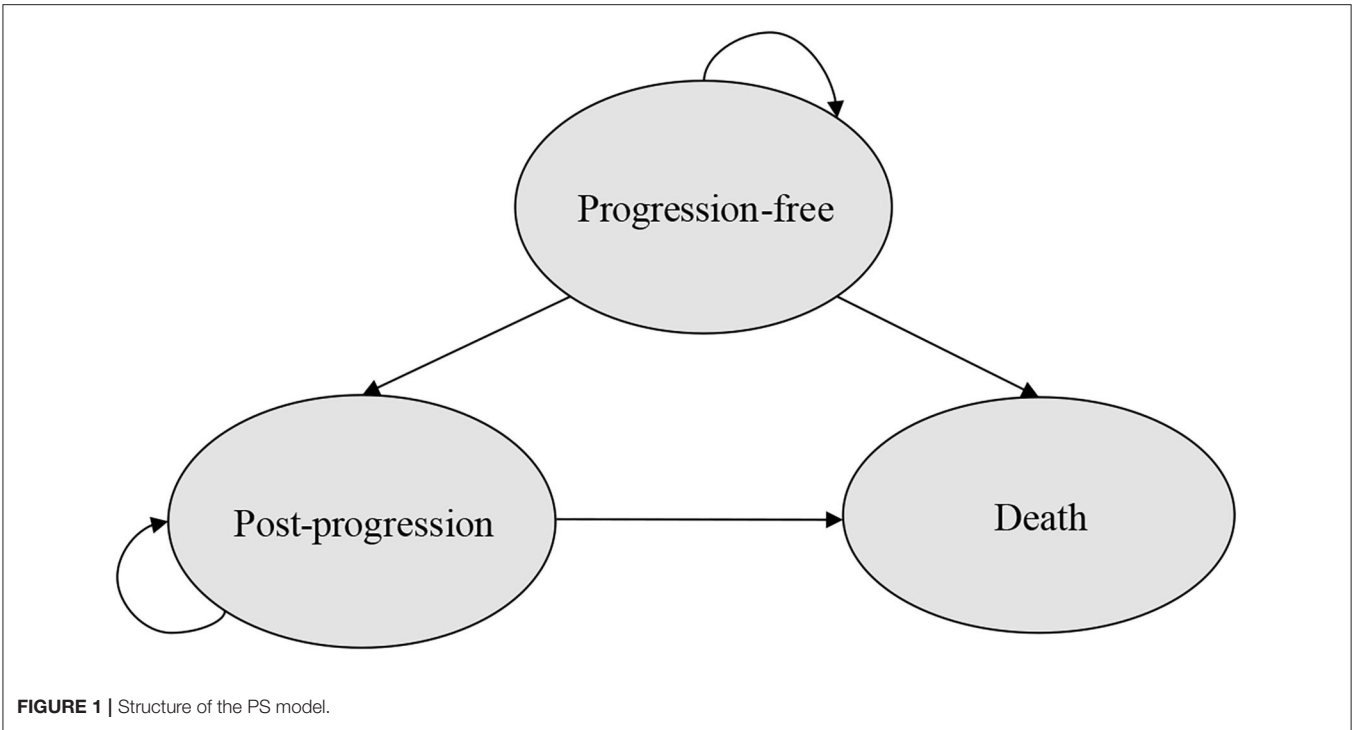 Progression-free
Post-progression
Death
FIGURE 1 | Structure of the PS model.